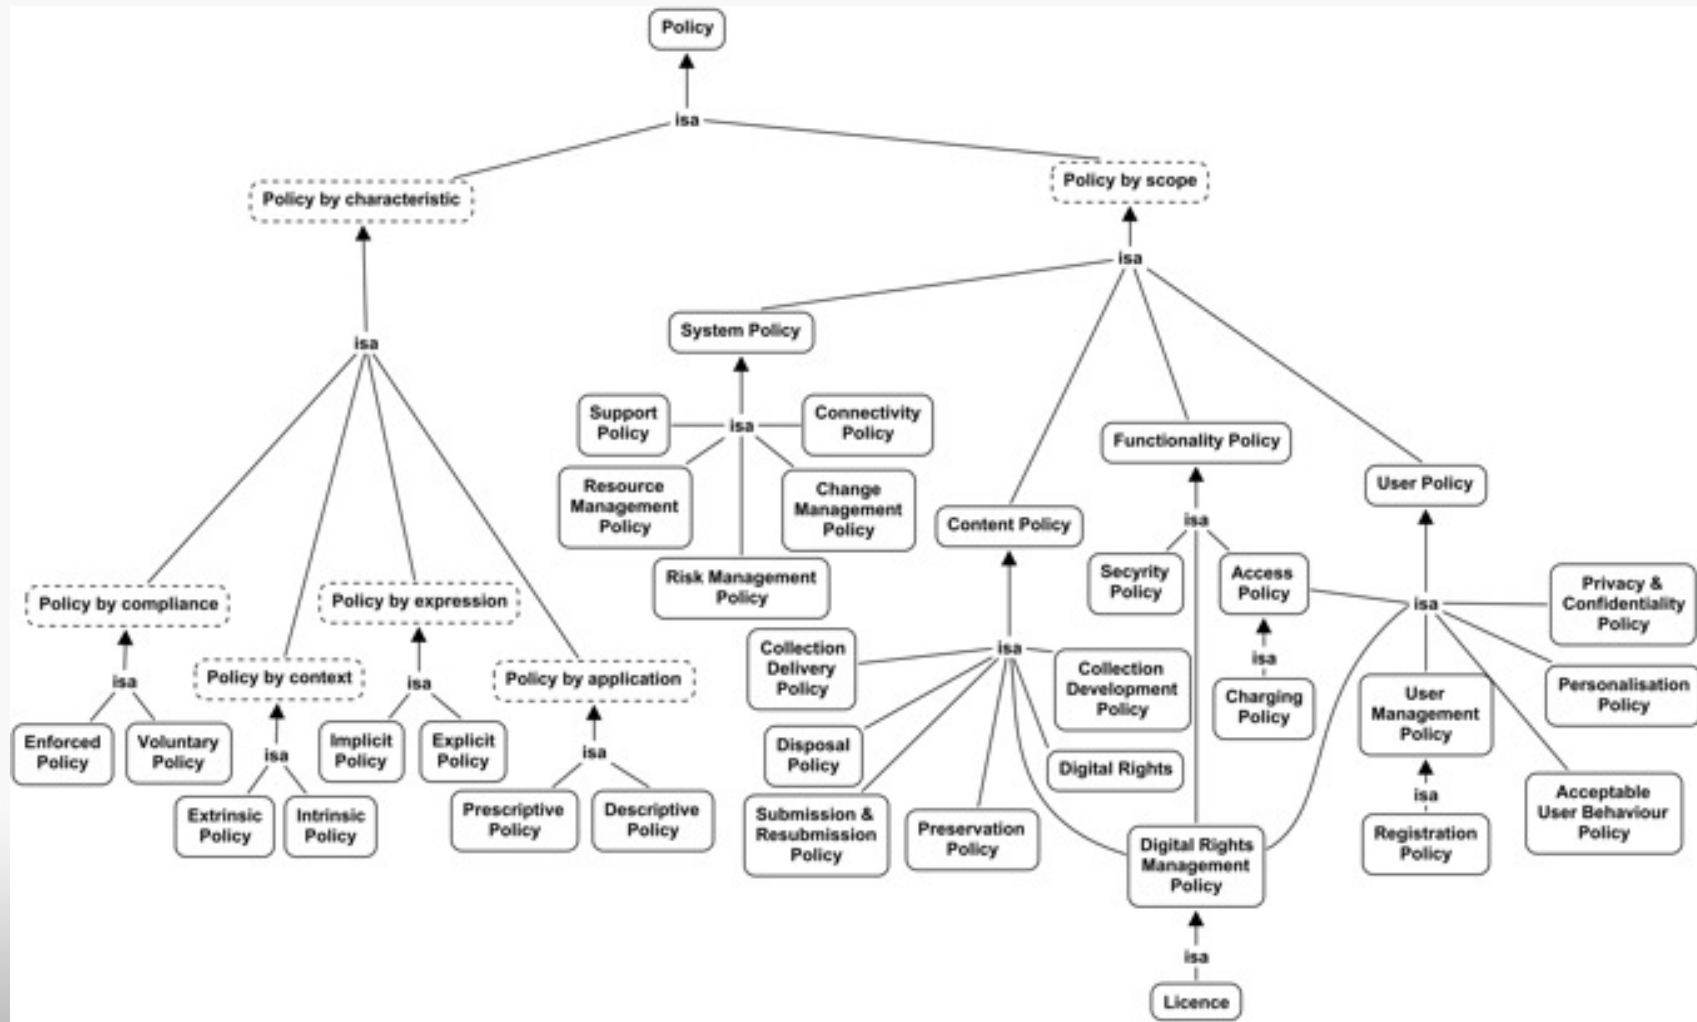 Policy
isa
Policy by characteristic
Policy by scope
isa
isa
System Policy
Support
Policy
isa
Connectivity
Policy
Resource
Management
Policy
Change
Management
Policy
Risk Management
Policy
Functionality Policy
User Policy
Content Policy
isa
Secyrity
Policy
Access
Policy
isa
Charging
Policy
isa
Privacy &
Confidentiality
Policy
Personalisation
Policy
User
Management
Policy
isa
Registration
Policy
Acceptable
User Behaviour
Policy
isa
Collection
Delivery
Policy
Collection
Development
Policy
Disposal
Policy
Digital Rights
Submission &
Resubmission
Policy
Preservation
Policy
Digital Rights
Management
Policy
isa
Licence
Policy by compliance
isa
Enforced
Policy
Voluntary
Policy
Policy by context
isa
Extrinsic
Policy
Intrinsic
Policy
Policy by expression
isa
Implicit
Policy
Explicit
Policy
Policy by application
isa
Prescriptive
Policy
Descriptive
Policy